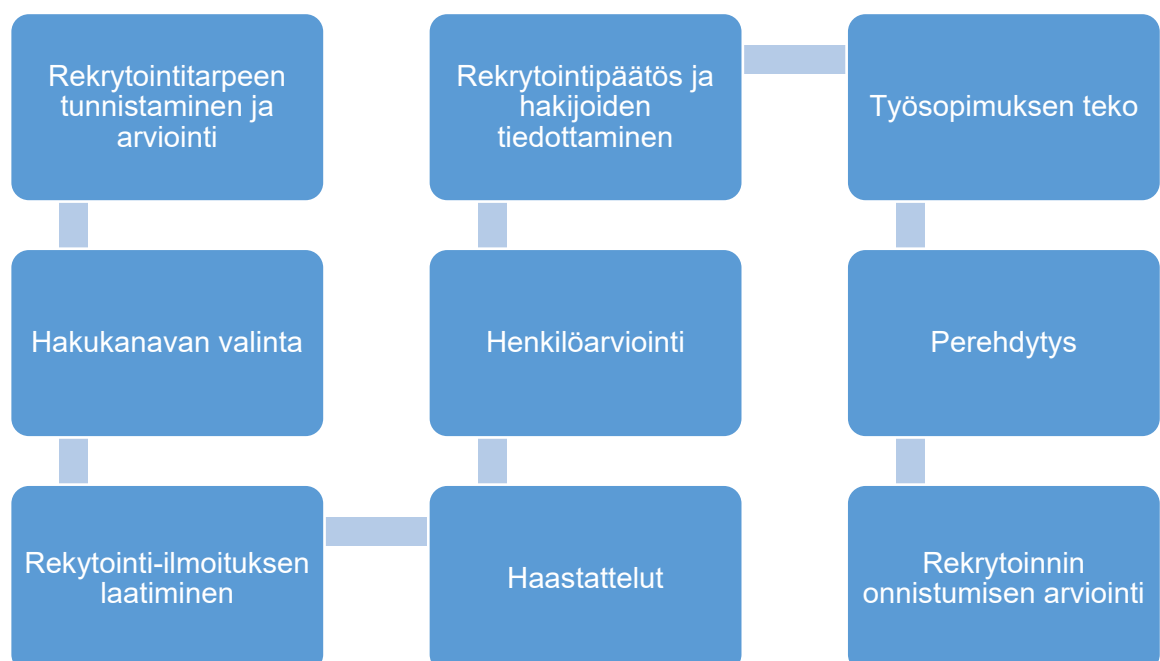 Rekrytointitarpeen
tunnistaminen ja
arviointi
Hakukanavan valinta
Rekytointi-ilmoituksen
laatiminen
Haastattelut
Henkilöarviointi
Rekrytointipäätös ja
hakijoiden
tiedottaminen
Työsopimuksen teko
Perehdytys
Rekrytoinnin
onnistumisen arviointi